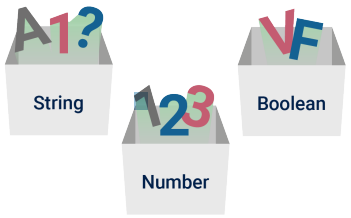 A1?
String
VF
Boolean
123
Number